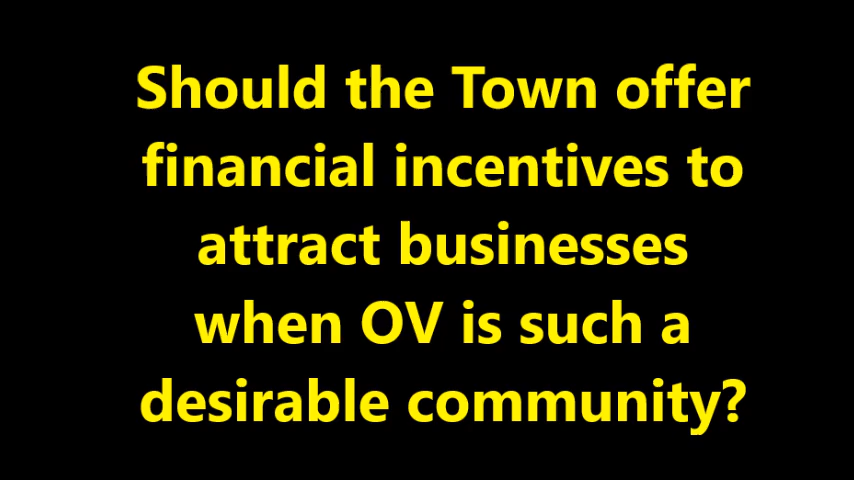 Should the Town offer
financial incentives to
attract businesses
when OV is such a
desirable community?